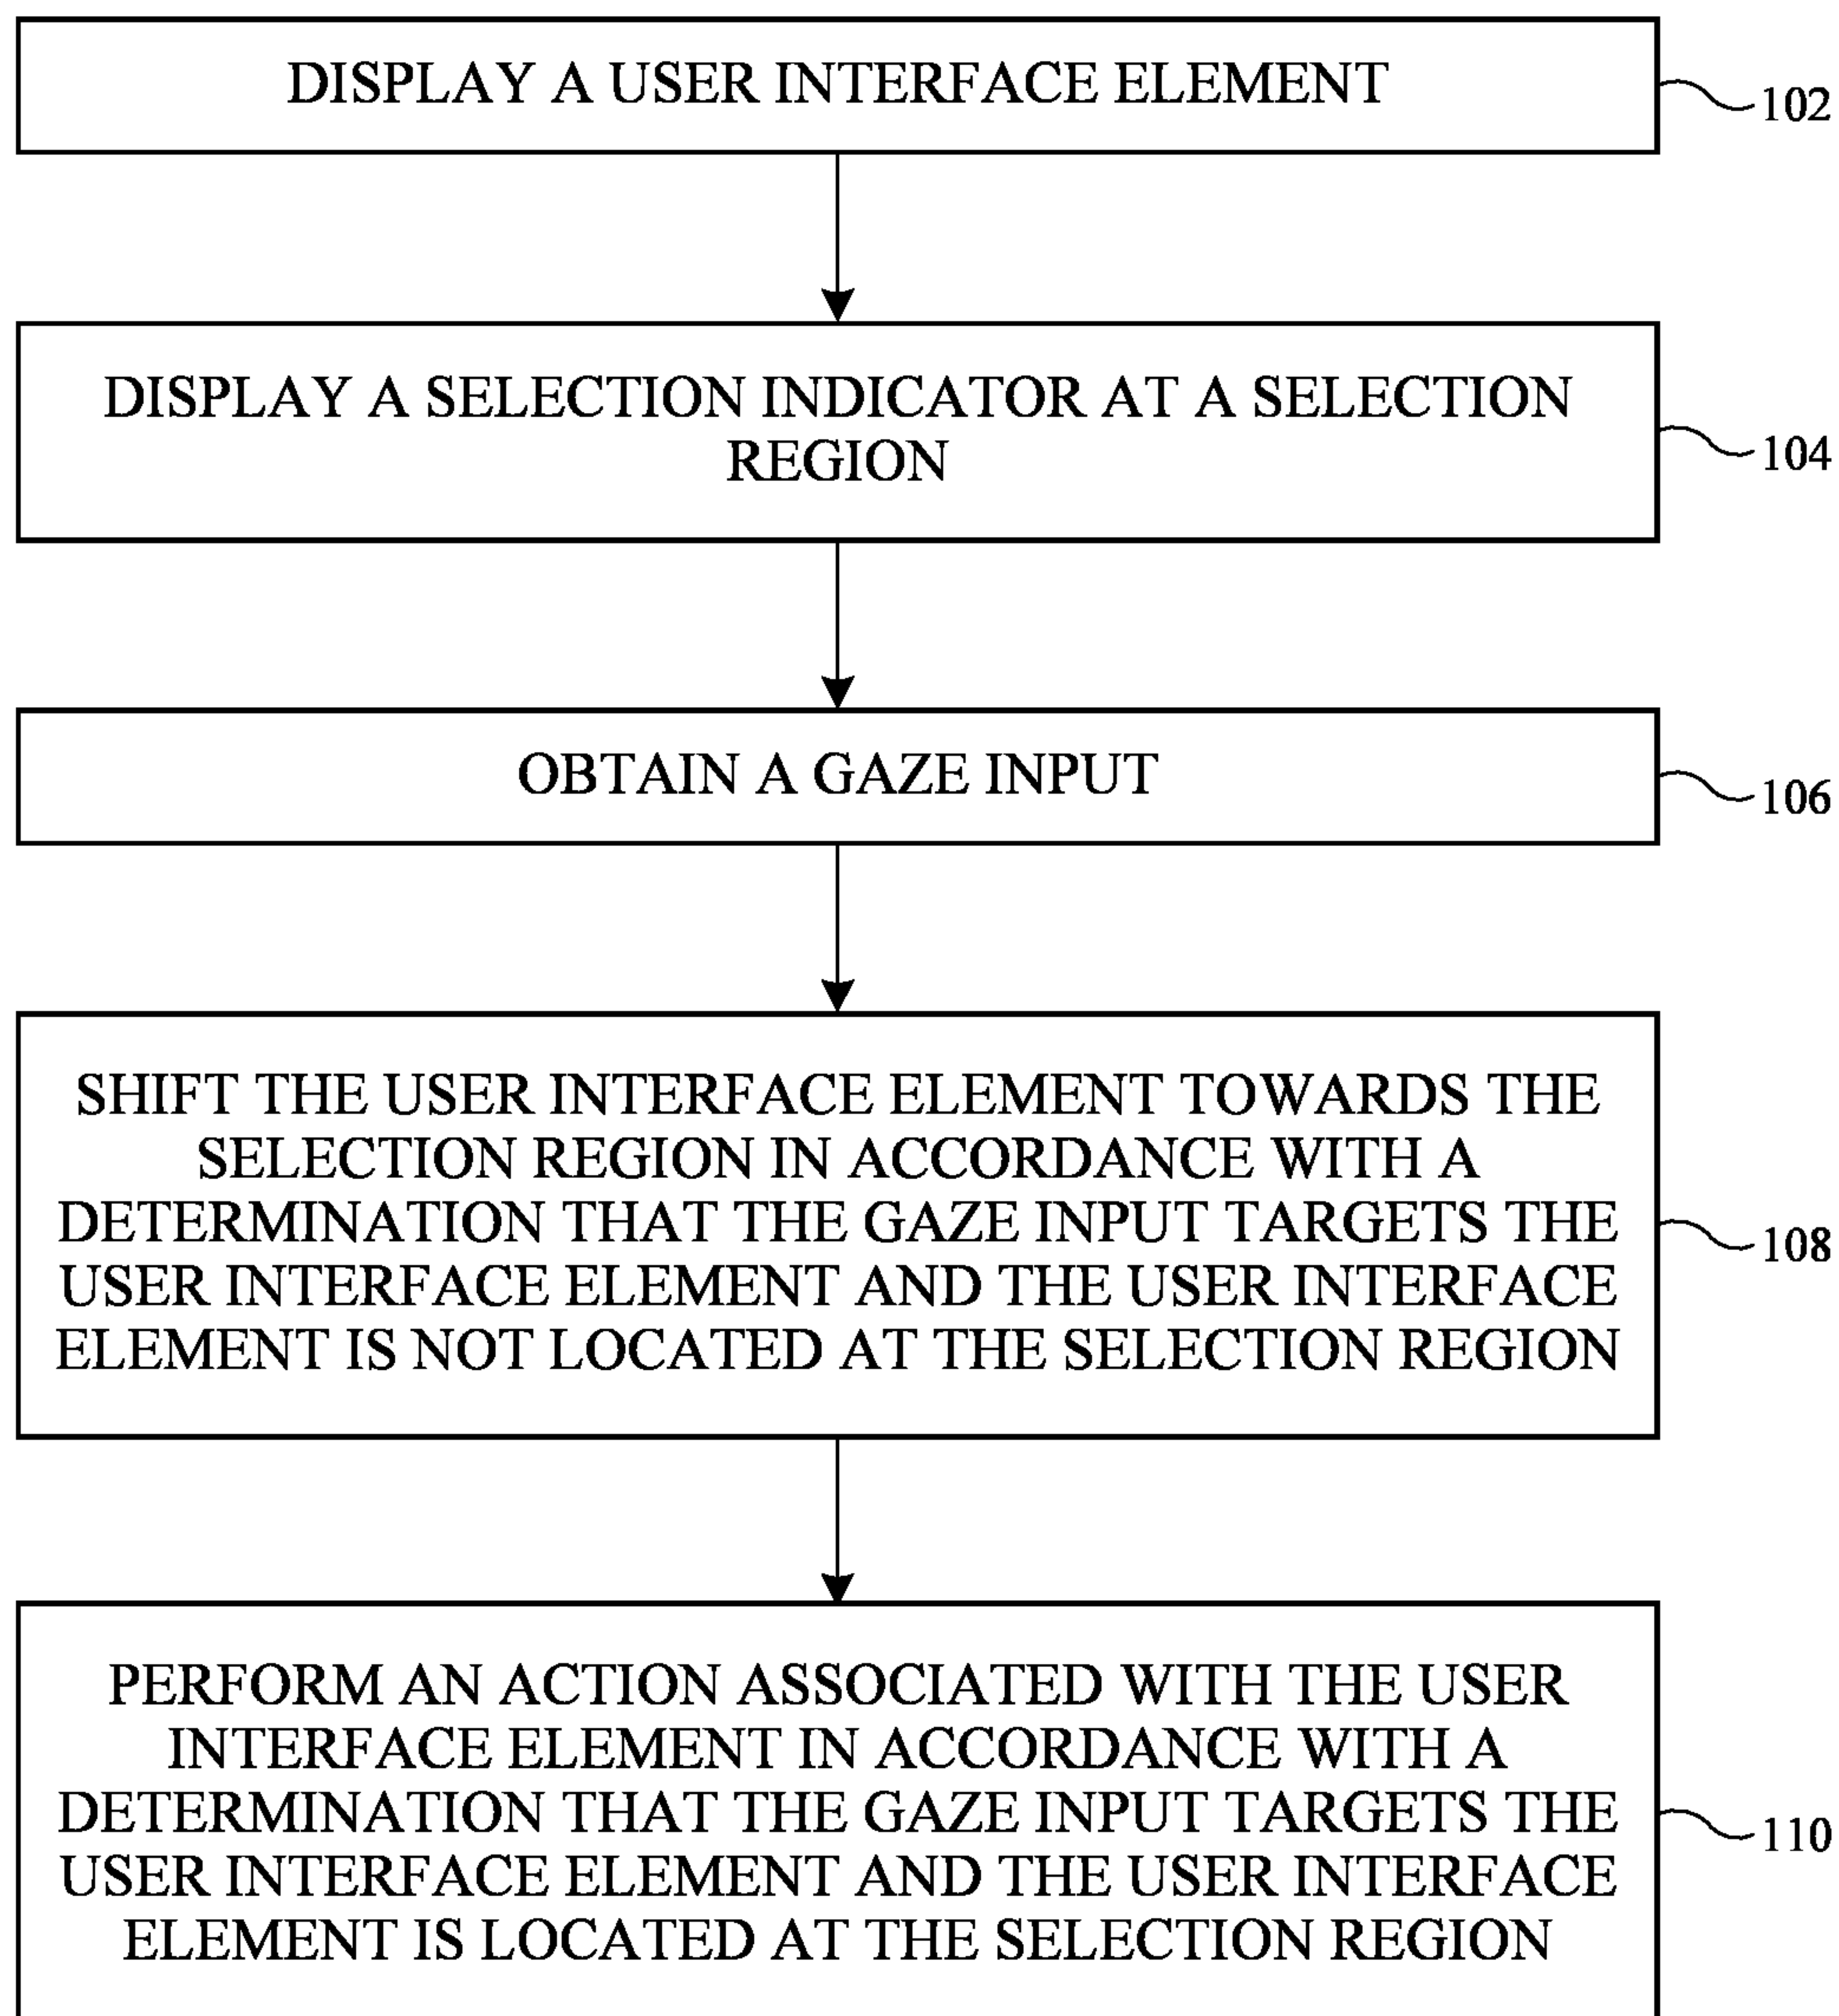 DISPLAY A USER INTERFACE ELEMENT
102
DISPLAY A SELECTION INDICATOR AT A SELECTION
REGION
104
OBTAIN A GAZE INPUT
106
SHIFT THE USER INTERFACE ELEMENT TOWARDS THE
SELECTION REGION IN ACCORDANCE WITH A
DETERMINATION THAT THE GAZE INPUT TARGETS THE
USER INTERFACE ELEMENT AND THE USER INTERFACE
ELEMENT IS NOT LOCATED AT THE SELECTION REGION
108
PERFORM AN ACTION ASSOCIATED WITH THE USER
INTERFACE ELEMENT IN ACCORDANCE WITH A
DETERMINATION THAT THE GAZE INPUT TARGETS THE
USER INTERFACE ELEMENT AND THE USER INTERFACE
ELEMENT IS LOCATED AT THE SELECTION REGION
110